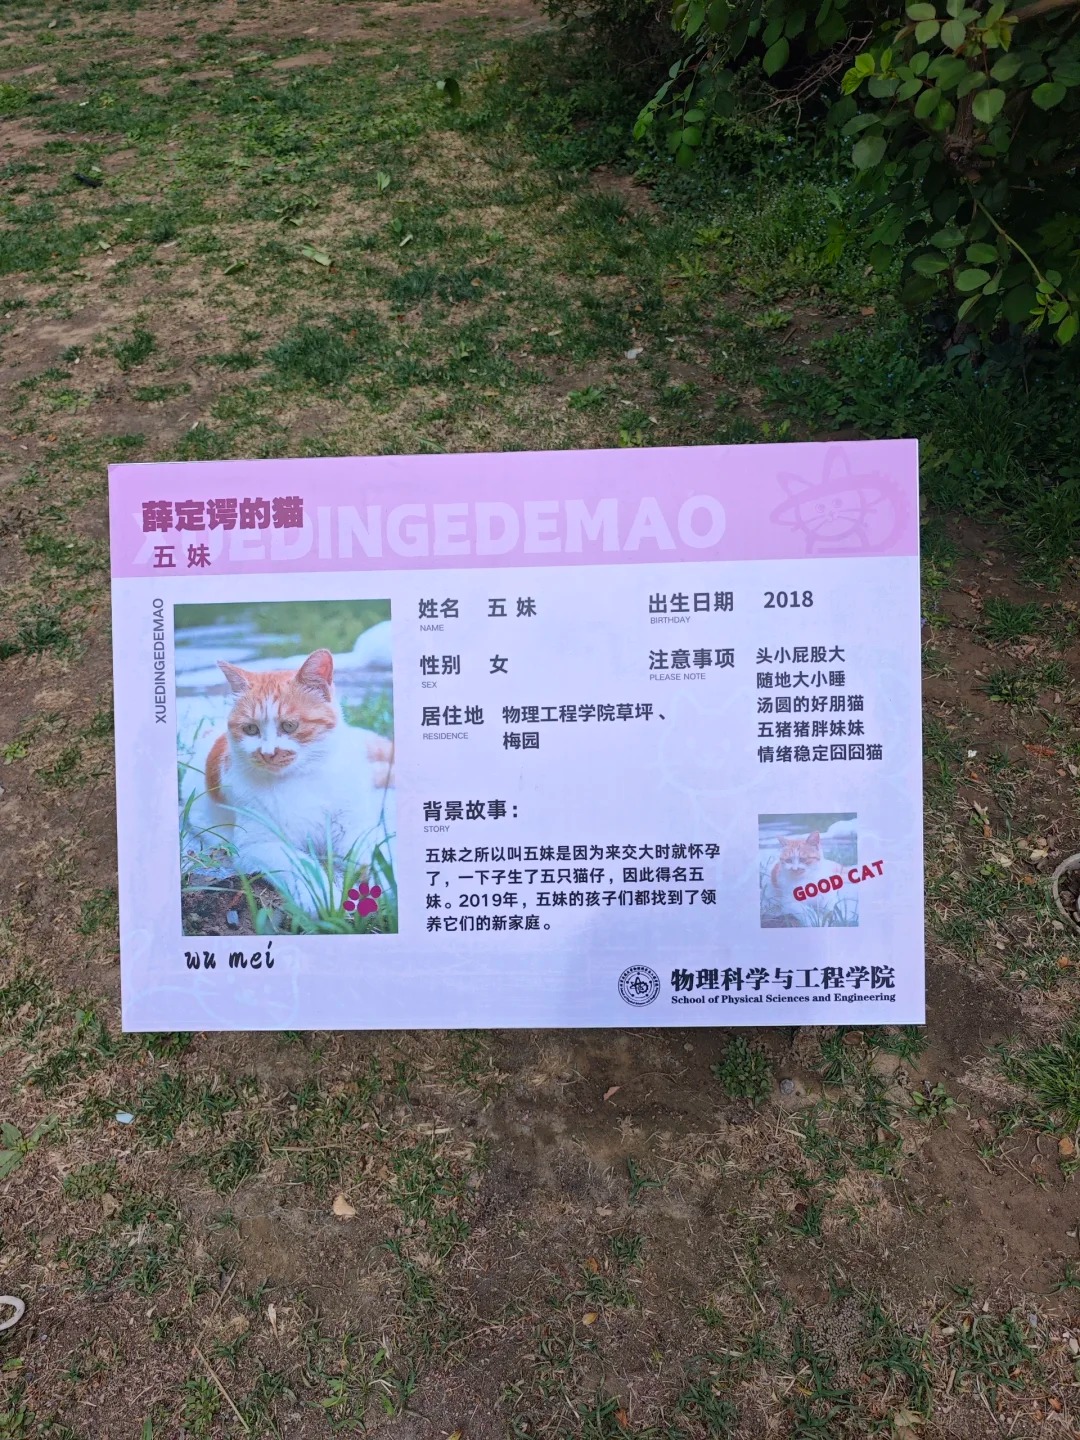 薛定谔的猫
XUEDINGEDEMAO
五妹
XUEDINGEDEMAO
姓名 五妹
NAME
出生日期 2018
BIRTHDAY
性别 女
SEX
注意事项 头小屁股大
PLEASE NOTE
随地大小睡
汤圆的好朋猫
五猪猪胖妹妹
情绪稳定囧囧猫
居住地 物理工程学院草坪、
RESIDENCE
梅园
背景故事：
STORY
五妹之所以叫五妹是因为来交大时就怀孕
了，一下子生了五只猫仔，因此得名五
妹。2019年，五妹的孩子们都找到了领
养它们的新家庭。
GOOD CAT
wu mei
物理科学与工程学院
School of Physical Sciences and Engineering